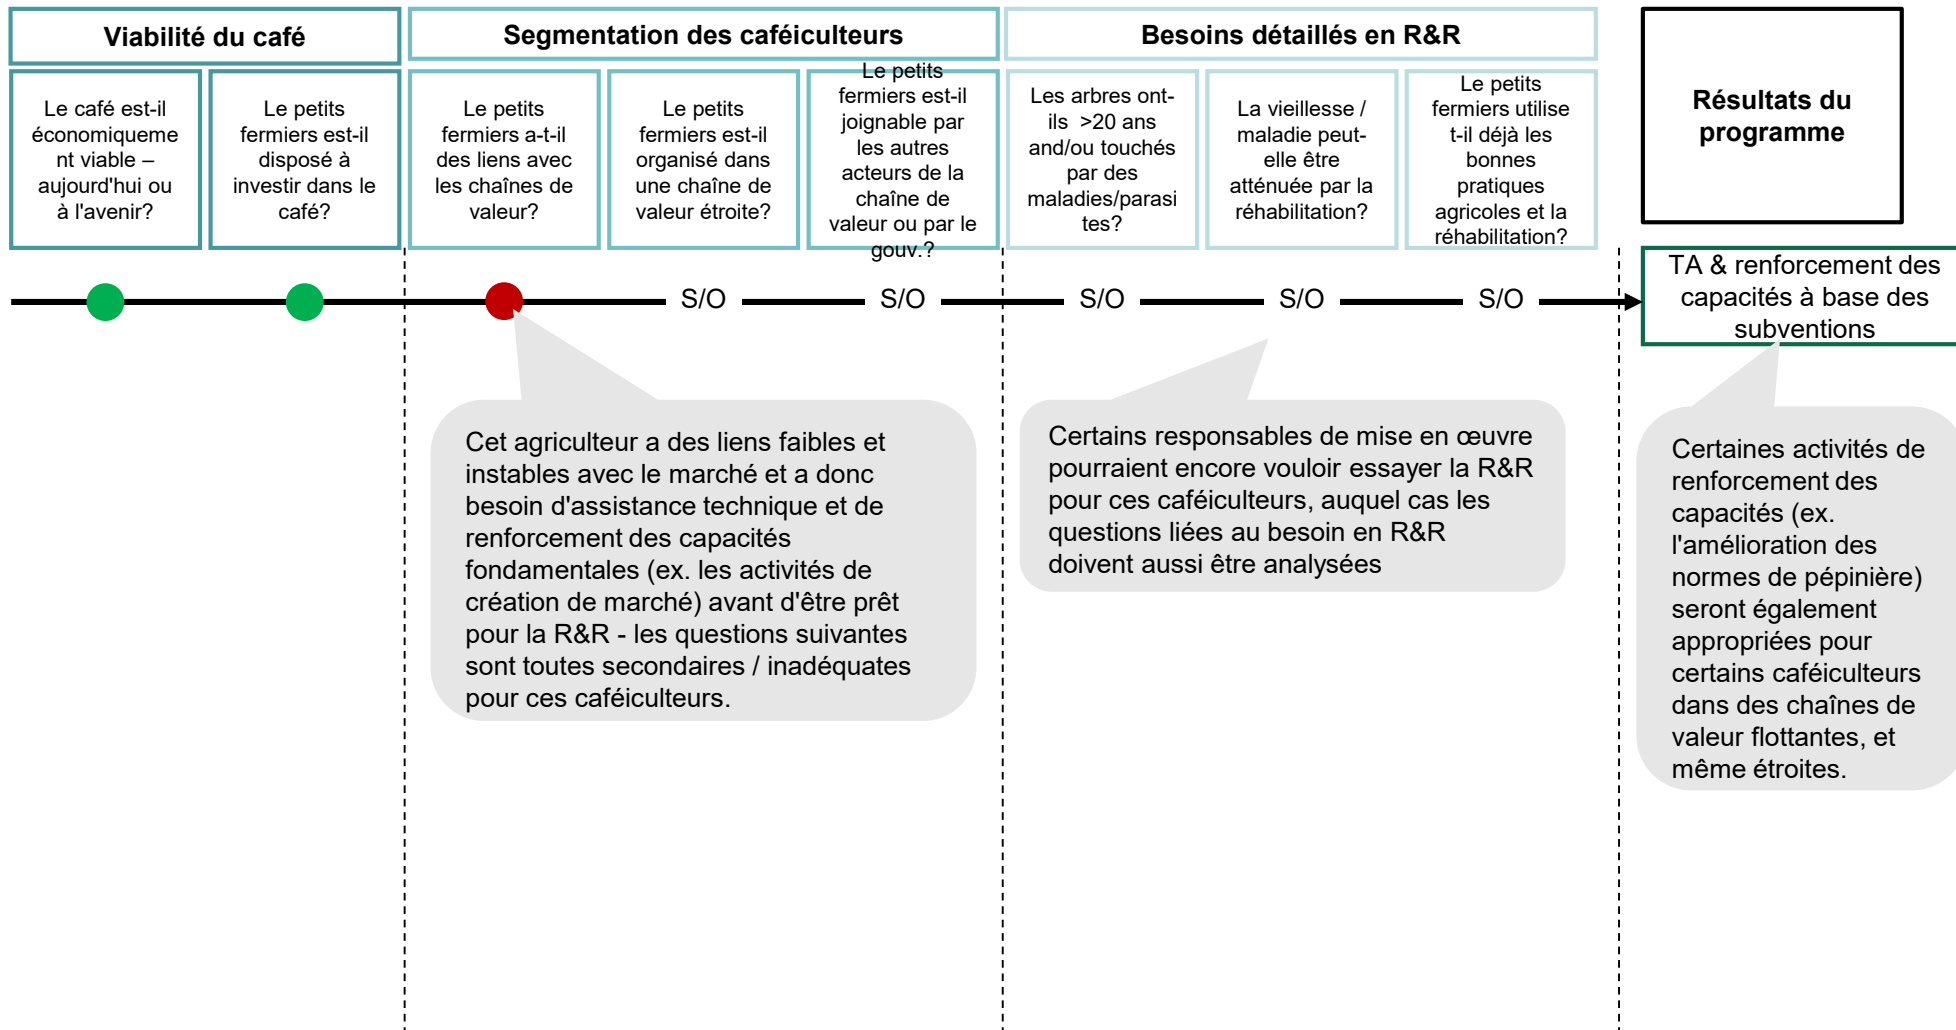 Viabilité du café
Segmentation des caféiculteurs
Besoins détaillés en R&R
Résultats du
programme
Le café est-il
économiqueme
nt viable –
aujourd'hui ou
à l'avenir?
Le petits
fermiers est-il
disposé à
investir dans le
café?
Le petits
fermiers a-t-il
des liens avec
les chaînes de
valeur?
Le petits
fermiers est-il
organisé dans
une chaîne de
valeur étroite?
Le petits
fermiers est-il
joignable par
les autres
acteurs de la
chaîne de
valeur ou par le
gouv.?
Les arbres ont-
ils >20 ans
and/ou touchés
par des
maladies/parasi
tes?
La vieillesse /
maladie peut-
elle être
atténuée par la
réhabilitation?
Le petits
fermiers utilise
t-il déjà les
bonnes
pratiques
agricoles et la
réhabilitation?
S/O
S/O
S/O
S/O
S/O
TA & renforcement des
capacités à base des
subventions
Cet agriculteur a des liens faibles et
instables avec le marché et a donc
besoin d'assistance technique et de
renforcement des capacités
fondamentales (ex. les activités de
création de marché) avant d'être prêt
pour la R&R - les questions suivantes
sont toutes secondaires / inadéquates
pour ces caféiculteurs.
Certains responsables de mise en œuvre
pourraient encore vouloir essayer la R&R
pour ces caféiculteurs, auquel cas les
questions liées au besoin en R&R
doivent aussi être analysées
Certaines activités de
renforcement des
capacités (ex.
l'amélioration des
normes de pépinière)
seront également
appropriées pour
certains caféiculteurs
dans des chaînes de
valeur flottantes, et
même étroites.